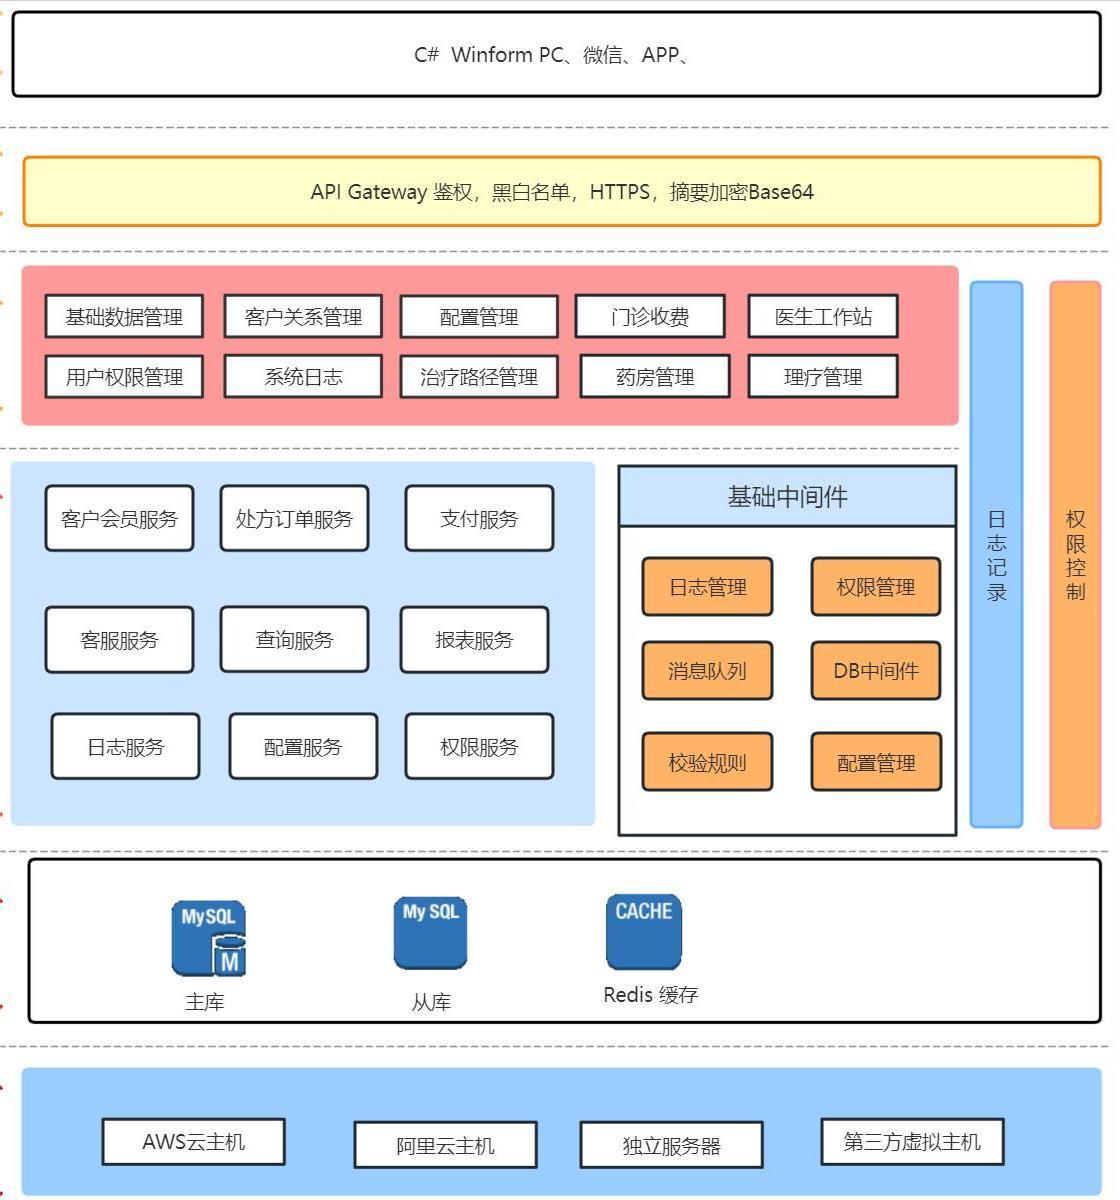 C# Winform PC、微信、APP、
API Gateway 鉴权，黑白名单，HTTPS，摘要加密Base64
基础数据管理
客户关系管理
配置管理
门诊收费
医生工作站
用户权限管理
系统日志
治疗路径管理
药房管理
理疗管理
客户会员服务
处方订单服务
支付服务
客服服务
查询服务
报表服务
日志服务
配置服务
权限服务
基础中间件
日志管理
权限管理
消息队列
DB中间件
校验规则
配置管理
日
志
记
录
权
限
控
制
MySQL
M
主库
My SQL
从库
CACHE
Redis 缓存
AWS云主机
阿里云主机
独立服务器
第三方虚拟主机